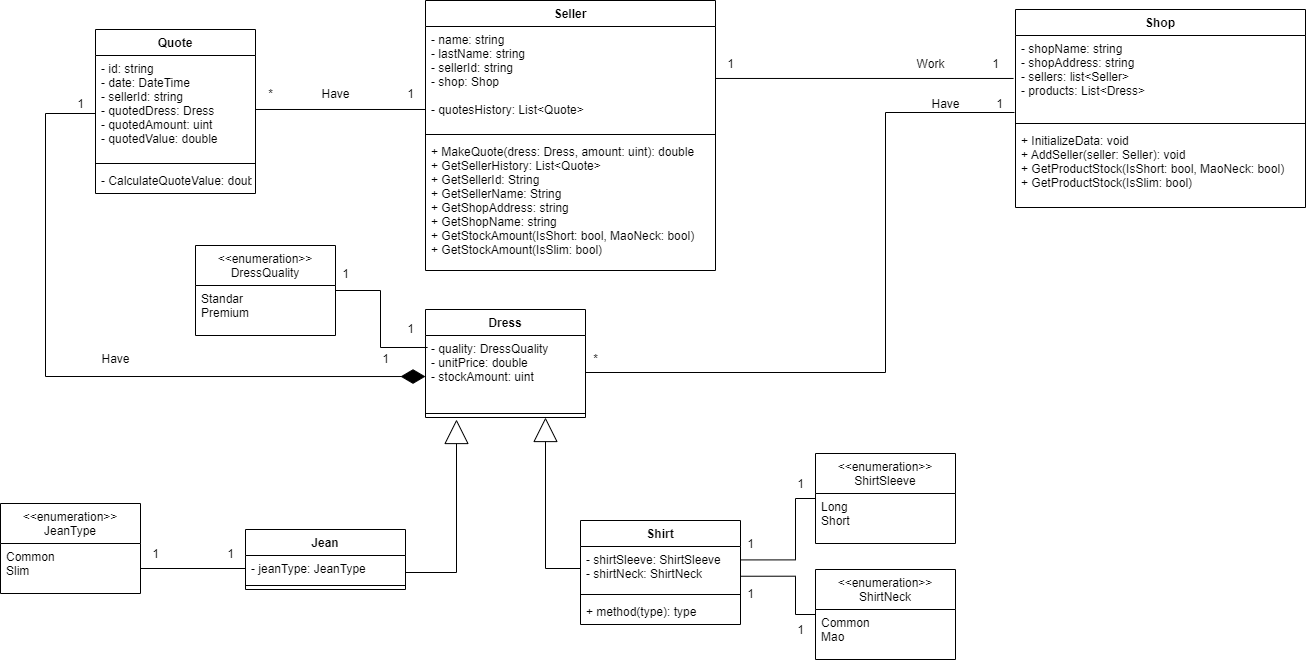 Quote
- id: string
- date: DateTime
- sellerId: string
- quotedDress: Dress
- quotedAmount: uint
- quotedValue: double
- CalculateQuoteValue: doub
Seller
- name: string
- lastName: string
- sellerId: string
- shop: Shop
- quotesHistory: List<Quote>
+ MakeQuote(dress: Dress, amount: uint): double
+ GetSellerHistory: List<Quote>
+ GetSellerId: String
+ GetSellerName: String
+ GetShopAddress: string
+ GetShopName: string
+ GetStockAmount(IsShort: bool, MaoNeck: bool)
+ GetStockAmount(IsSlim: bool)
Shop
- shopName: string
- shopAddress: string
- sellers: list<Seller>
- products: List<Dress>
+ InitializeData: void
+ AddSeller(seller: Seller): void
+ GetProductStock(IsShort: bool, MaoNeck: bool)
+ GetProductStock(IsSlim: bool)
1
*
Have
1
1
Work
1
Have
1
<<enumeration>>
DressQuality
Standar
Premium
1
1
Have
1
Dress
- quality: DressQuality
- unitPrice: double
- stockAmount: uint
*
<<enumeration>>
JeanType
Common
Slim
1
1
Jean
- jeanType: JeanType
Shirt
- shirtSleeve: ShirtSleeve
- shirtNeck: ShirtNeck
+ method(type): type
1
1
<<enumeration>>
ShirtSleeve
Long
Short
1
1
<<enumeration>>
ShirtNeck
Common
Mao